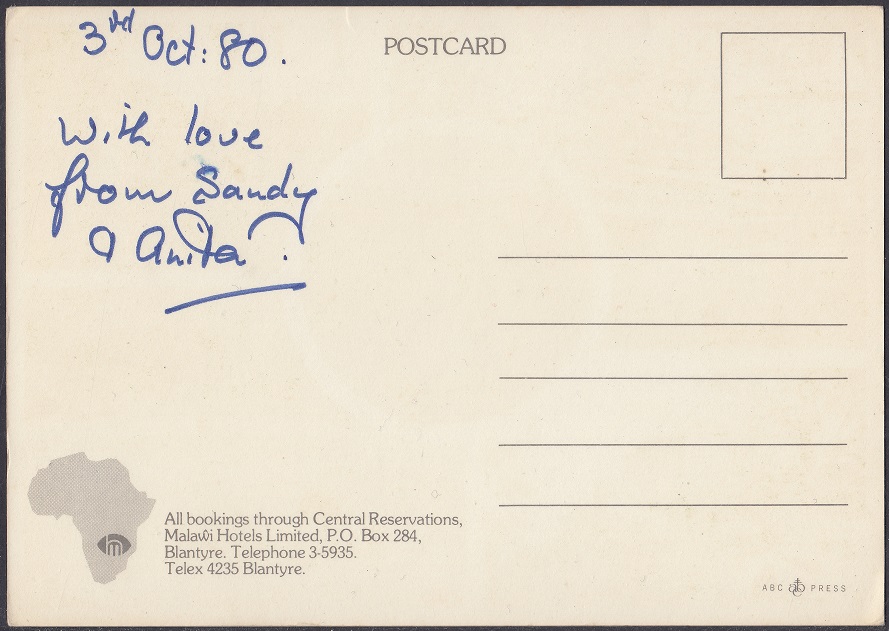 3rd Oct: 80.
POSTCARD
With love
from Sandy
& Anita.
All bookings through Central Reservations,
Malaŵi Hotels Limited, P.O. Box 284,
Blantyre. Telephone 3-5935.
Telex 4235 Blantyre.
hm
ABC PRESS